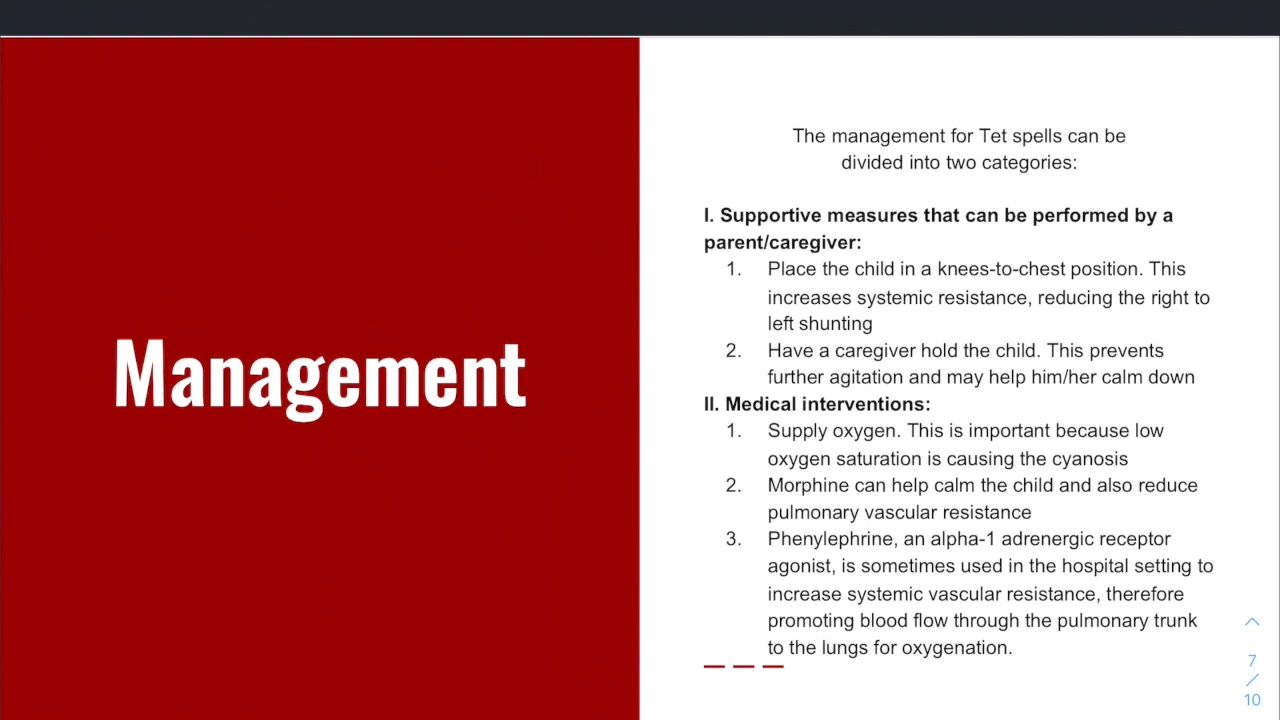 Management
The management for Tet spells can be
divided into two categories:
I. Supportive measures that can be performed by a
parent/caregiver:
1. Place the child in a knees-to-chest position. This
increases systemic resistance, reducing the right to
left shunting
2. Have a caregiver hold the child. This prevents
further agitation and may help him/her calm down
II. Medical interventions:
1. Supply oxygen. This is important because low
oxygen saturation is causing the cyanosis
2. Morphine can help calm the child and also reduce
pulmonary vascular resistance
3. Phenylephrine, an alpha-1 adrenergic receptor
agonist, is sometimes used in the hospital setting to
increase systemic vascular resistance, therefore
promoting blood flow through the pulmonary trunk
to the lungs for oxygenation.
7
/
10